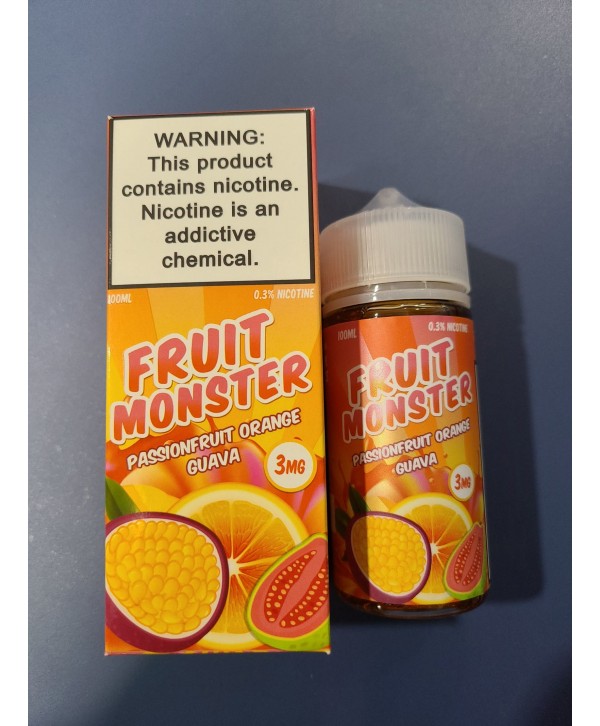 WARNING:
This product
contains nicotine.
Nicotine is an
addictive
chemical.
100ML 0.3% NICOTINE
FRUIT
MONSTER
PASSIONFRUIT ORANGE
GUAVA
3MG
100ML 0.3% NICOTINE
FRUIT
MONSTER
PASSIONFRUIT ORANGE
GUAVA
3MG